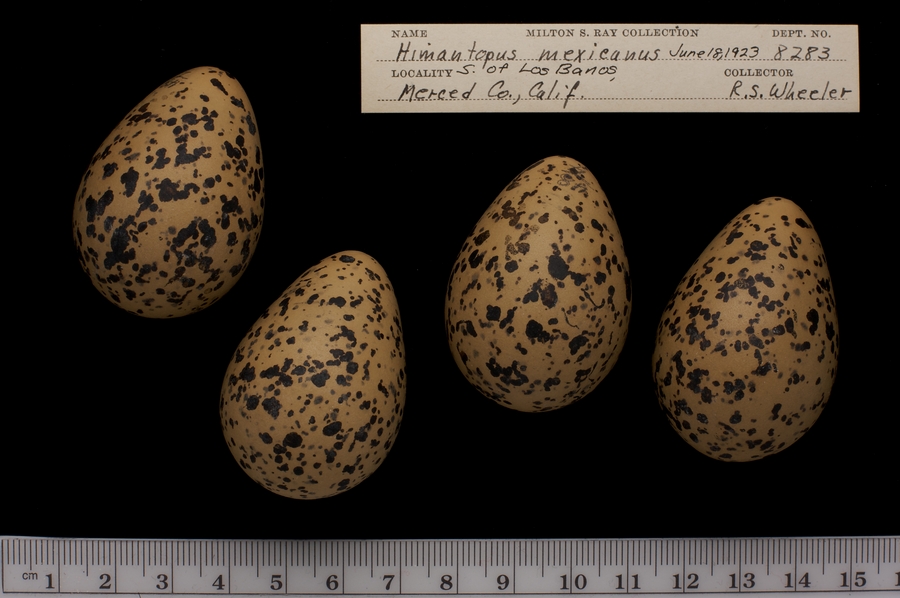 NAME MILTON S. RAY COLLECTION DEPT. NO.
Himantopus mexicanus June 18, 1923 8283
LOCALITY S. of Los Banos, COLLECTOR
Merced Co., Calif. R.S. Wheeler
cm 1 2 3 4 5 6 7 8 9 10 11 12 13 14 15 1